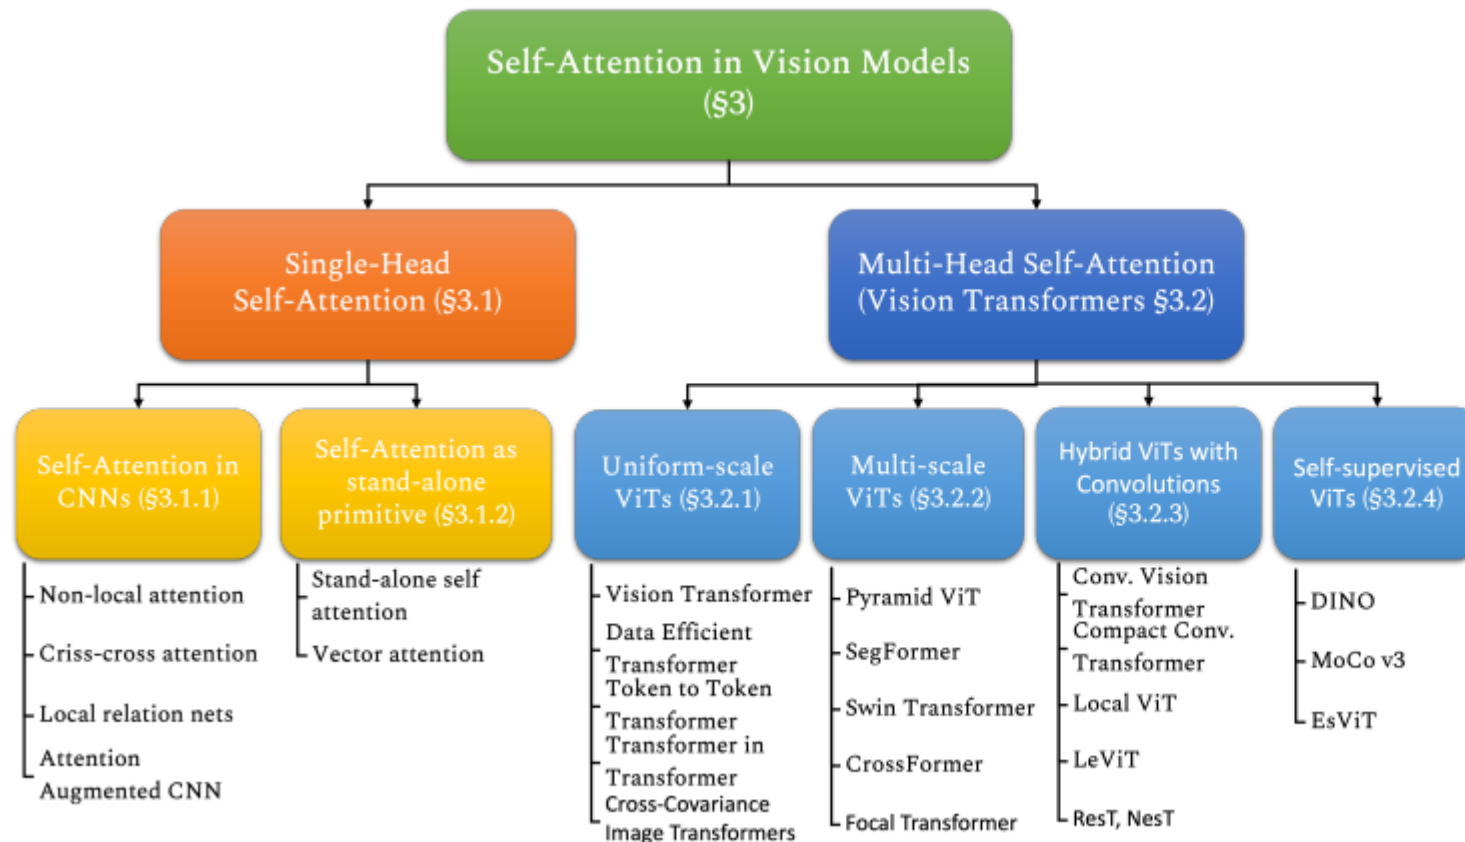 Self-Attention in Vision Models
(§3)
Single-Head
Self-Attention (§3.1)
Multi-Head Self-Attention
(Vision Transformers §3.2)
Self-Attention in
CNNs (§3.1.1)
Self-Attention as
stand-alone
primitive (§3.1.2)
Uniform-scale
ViTs (§3.2.1)
Multi-scale
ViTs (§3.2.2)
Hybrid ViTs with
Convolutions
(§3.2.3)
Self-supervised
ViTs (§3.2.4)
Non-local attention
Criss-cross attention
Local relation nets
Attention
Augmented CNN
Stand-alone self
attention
Vector attention
Vision Transformer
Data Efficient
Transformer
Token to Token
Transformer
Transformer in
Transformer
Cross-Covariance
Image Transformers
Pyramid ViT
SegFormer
Swin Transformer
CrossFormer
Focal Transformer
Conv. Vision
Transformer
Compact Conv.
Transformer
Local ViT
LeViT
ResT, NesT
DINO
MoCo v3
EsViT